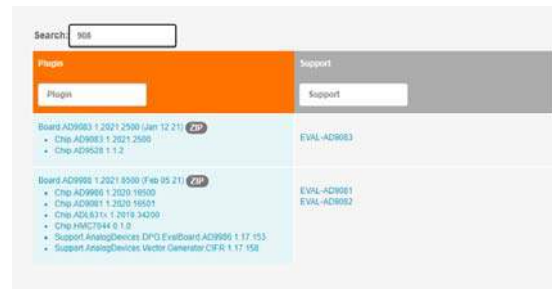 Search: 908
Plugin
Support
Plugin
Support
Board.AD9083 1.2021.2500 (Jan 12 21) ZIP
Chip.AD9083 1.2021.2500
Chip.AD9528 1.1.2
EVAL-AD9083
Board.AD9988 1.2021.8500 (Feb 05 21) ZIP
Chip.AD9986 1.2020.16500
Chip.AD9081 1.2020.16501
Chip.ADL631x 1.2019.34200
Chip.HMC7044 0.1.0
Support.AnalogDevices.DPG.EvalBoard.AD9986 1.17.153
Support.AnalogDevices.Vector Generator.CIFR 1.17.158
EVAL-AD9081
EVAL-AD9082